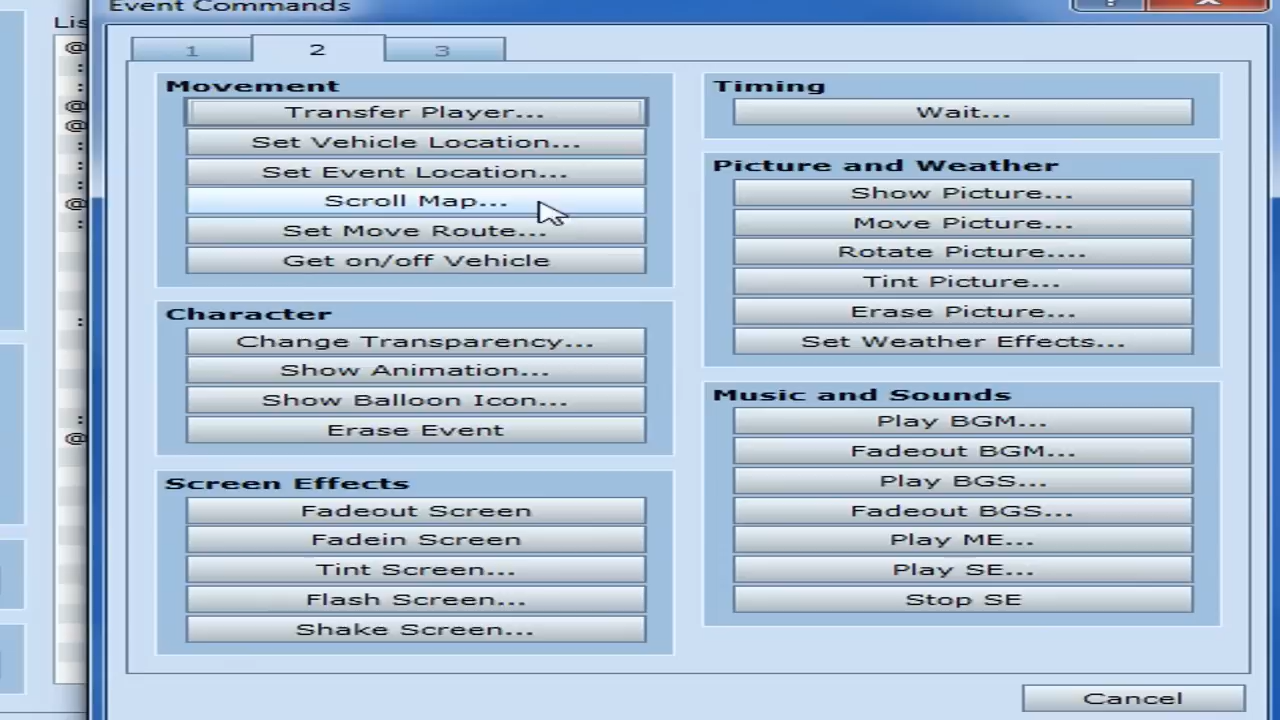 Event Commands
Lis
1
2
3
Movement
Transfer Player...
Set Vehicle Location...
Set Event Location...
Scroll Map...
Set Move Route...
Get on/off Vehicle
Character
Change Transparency...
Show Animation...
Show Balloon Icon...
Erase Event
Screen Effects
Fadeout Screen
Fadein Screen
Tint Screen...
Flash Screen...
Shake Screen...
Timing
Wait...
Picture and Weather
Show Picture...
Move Picture...
Rotate Picture....
Tint Picture...
Erase Picture...
Set Weather Effects...
Music and Sounds
Play BGM...
Fadeout BGM...
Play BGS...
Fadeout BGS...
Play ME...
Play SE...
Stop SE
Cancel